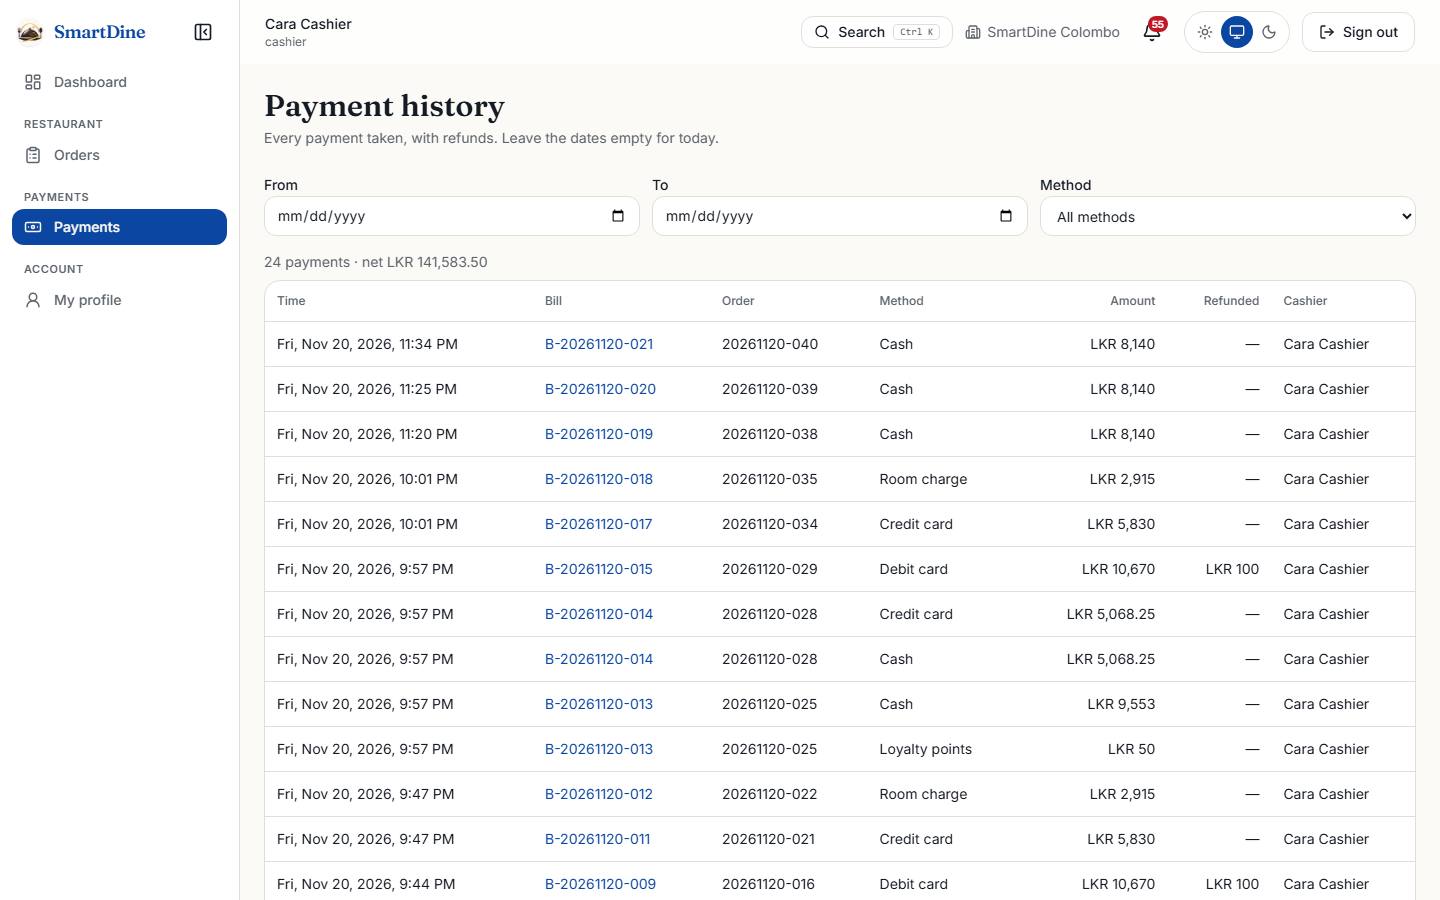 SmartDine
Dashboard
RESTAURANT
Orders
PAYMENTS
Payments
ACCOUNT
My profile
Cara Cashier
cashier
Search Ctrl K
SmartDine Colombo
55
Sign out
Payment history
Every payment taken, with refunds. Leave the dates empty for today.
From To Method
mm/dd/yyyy mm/dd/yyyy All methods
24 payments · net LKR 141,583.50
Time Bill Order Method Amount Refunded Cashier
Fri, Nov 20, 2026, 11:34 PM B-20261120-021 20261120-040 Cash LKR 8,140 — Cara Cashier
Fri, Nov 20, 2026, 11:25 PM B-20261120-020 20261120-039 Cash LKR 8,140 — Cara Cashier
Fri, Nov 20, 2026, 11:20 PM B-20261120-019 20261120-038 Cash LKR 8,140 — Cara Cashier
Fri, Nov 20, 2026, 10:01 PM B-20261120-018 20261120-035 Room charge LKR 2,915 — Cara Cashier
Fri, Nov 20, 2026, 10:01 PM B-20261120-017 20261120-034 Credit card LKR 5,830 — Cara Cashier
Fri, Nov 20, 2026, 9:57 PM B-20261120-015 20261120-029 Debit card LKR 10,670 LKR 100 Cara Cashier
Fri, Nov 20, 2026, 9:57 PM B-20261120-014 20261120-028 Credit card LKR 5,068.25 — Cara Cashier
Fri, Nov 20, 2026, 9:57 PM B-20261120-014 20261120-028 Cash LKR 5,068.25 — Cara Cashier
Fri, Nov 20, 2026, 9:57 PM B-20261120-013 20261120-025 Cash LKR 9,553 — Cara Cashier
Fri, Nov 20, 2026, 9:57 PM B-20261120-013 20261120-025 Loyalty points LKR 50 — Cara Cashier
Fri, Nov 20, 2026, 9:47 PM B-20261120-012 20261120-022 Room charge LKR 2,915 — Cara Cashier
Fri, Nov 20, 2026, 9:47 PM B-20261120-011 20261120-021 Credit card LKR 5,830 — Cara Cashier
Fri, Nov 20, 2026, 9:44 PM B-20261120-009 20261120-016 Debit card LKR 10,670 LKR 100 Cara Cashier